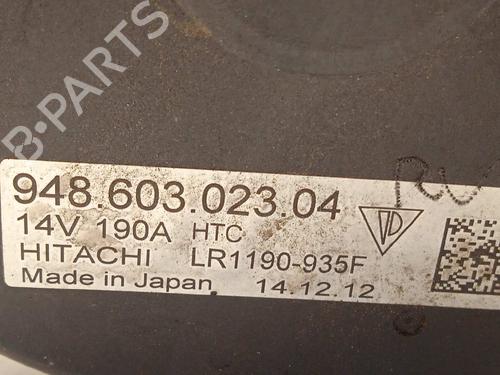 B-PARTS
948.603.023.04
14V 190A HTC
HITACHI LR1190-935F
Made in Japan 14.12.12